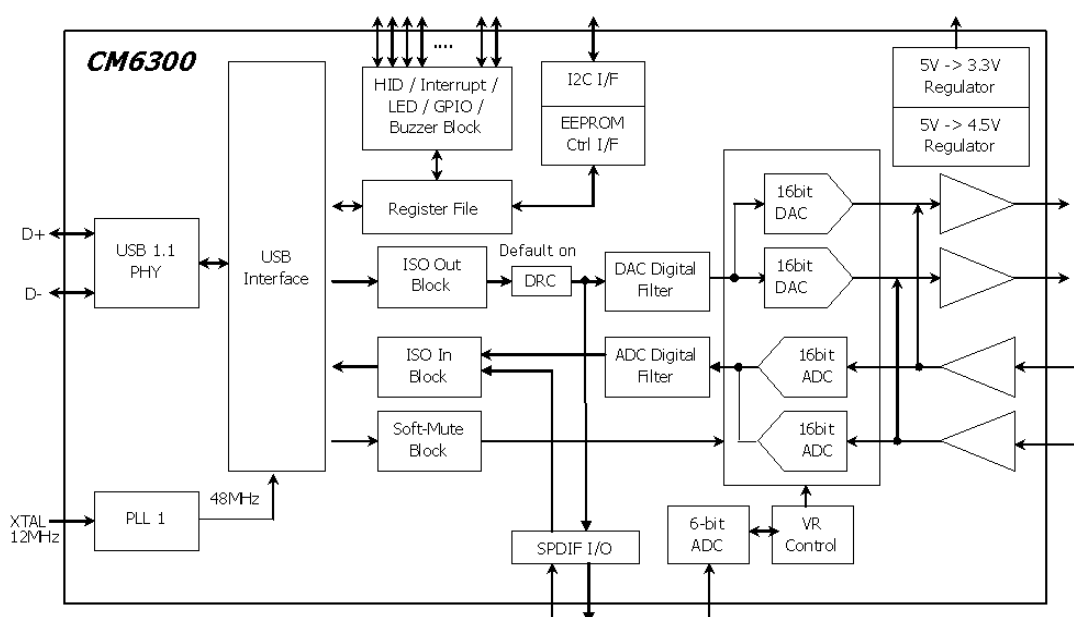 CM6300
....
HID / Interrupt /
LED / GPIO /
Buzzer Block
I2C I/F
EEPROM
Ctrl I/F
5V -> 3.3V
Regulator
5V -> 4.5V
Regulator
Register File
16bit
DAC
D+
D-
USB 1.1
PHY
USB
Interface
ISO Out
Block
Default on
DRC
DAC Digital
Filter
16bit
DAC
ISO In
Block
ADC Digital
Filter
16bit
ADC
Soft-Mute
Block
16bit
ADC
XTAL
12MHz
PLL 1
48MHz
SPDIF I/O
6-bit
ADC
VR
Control